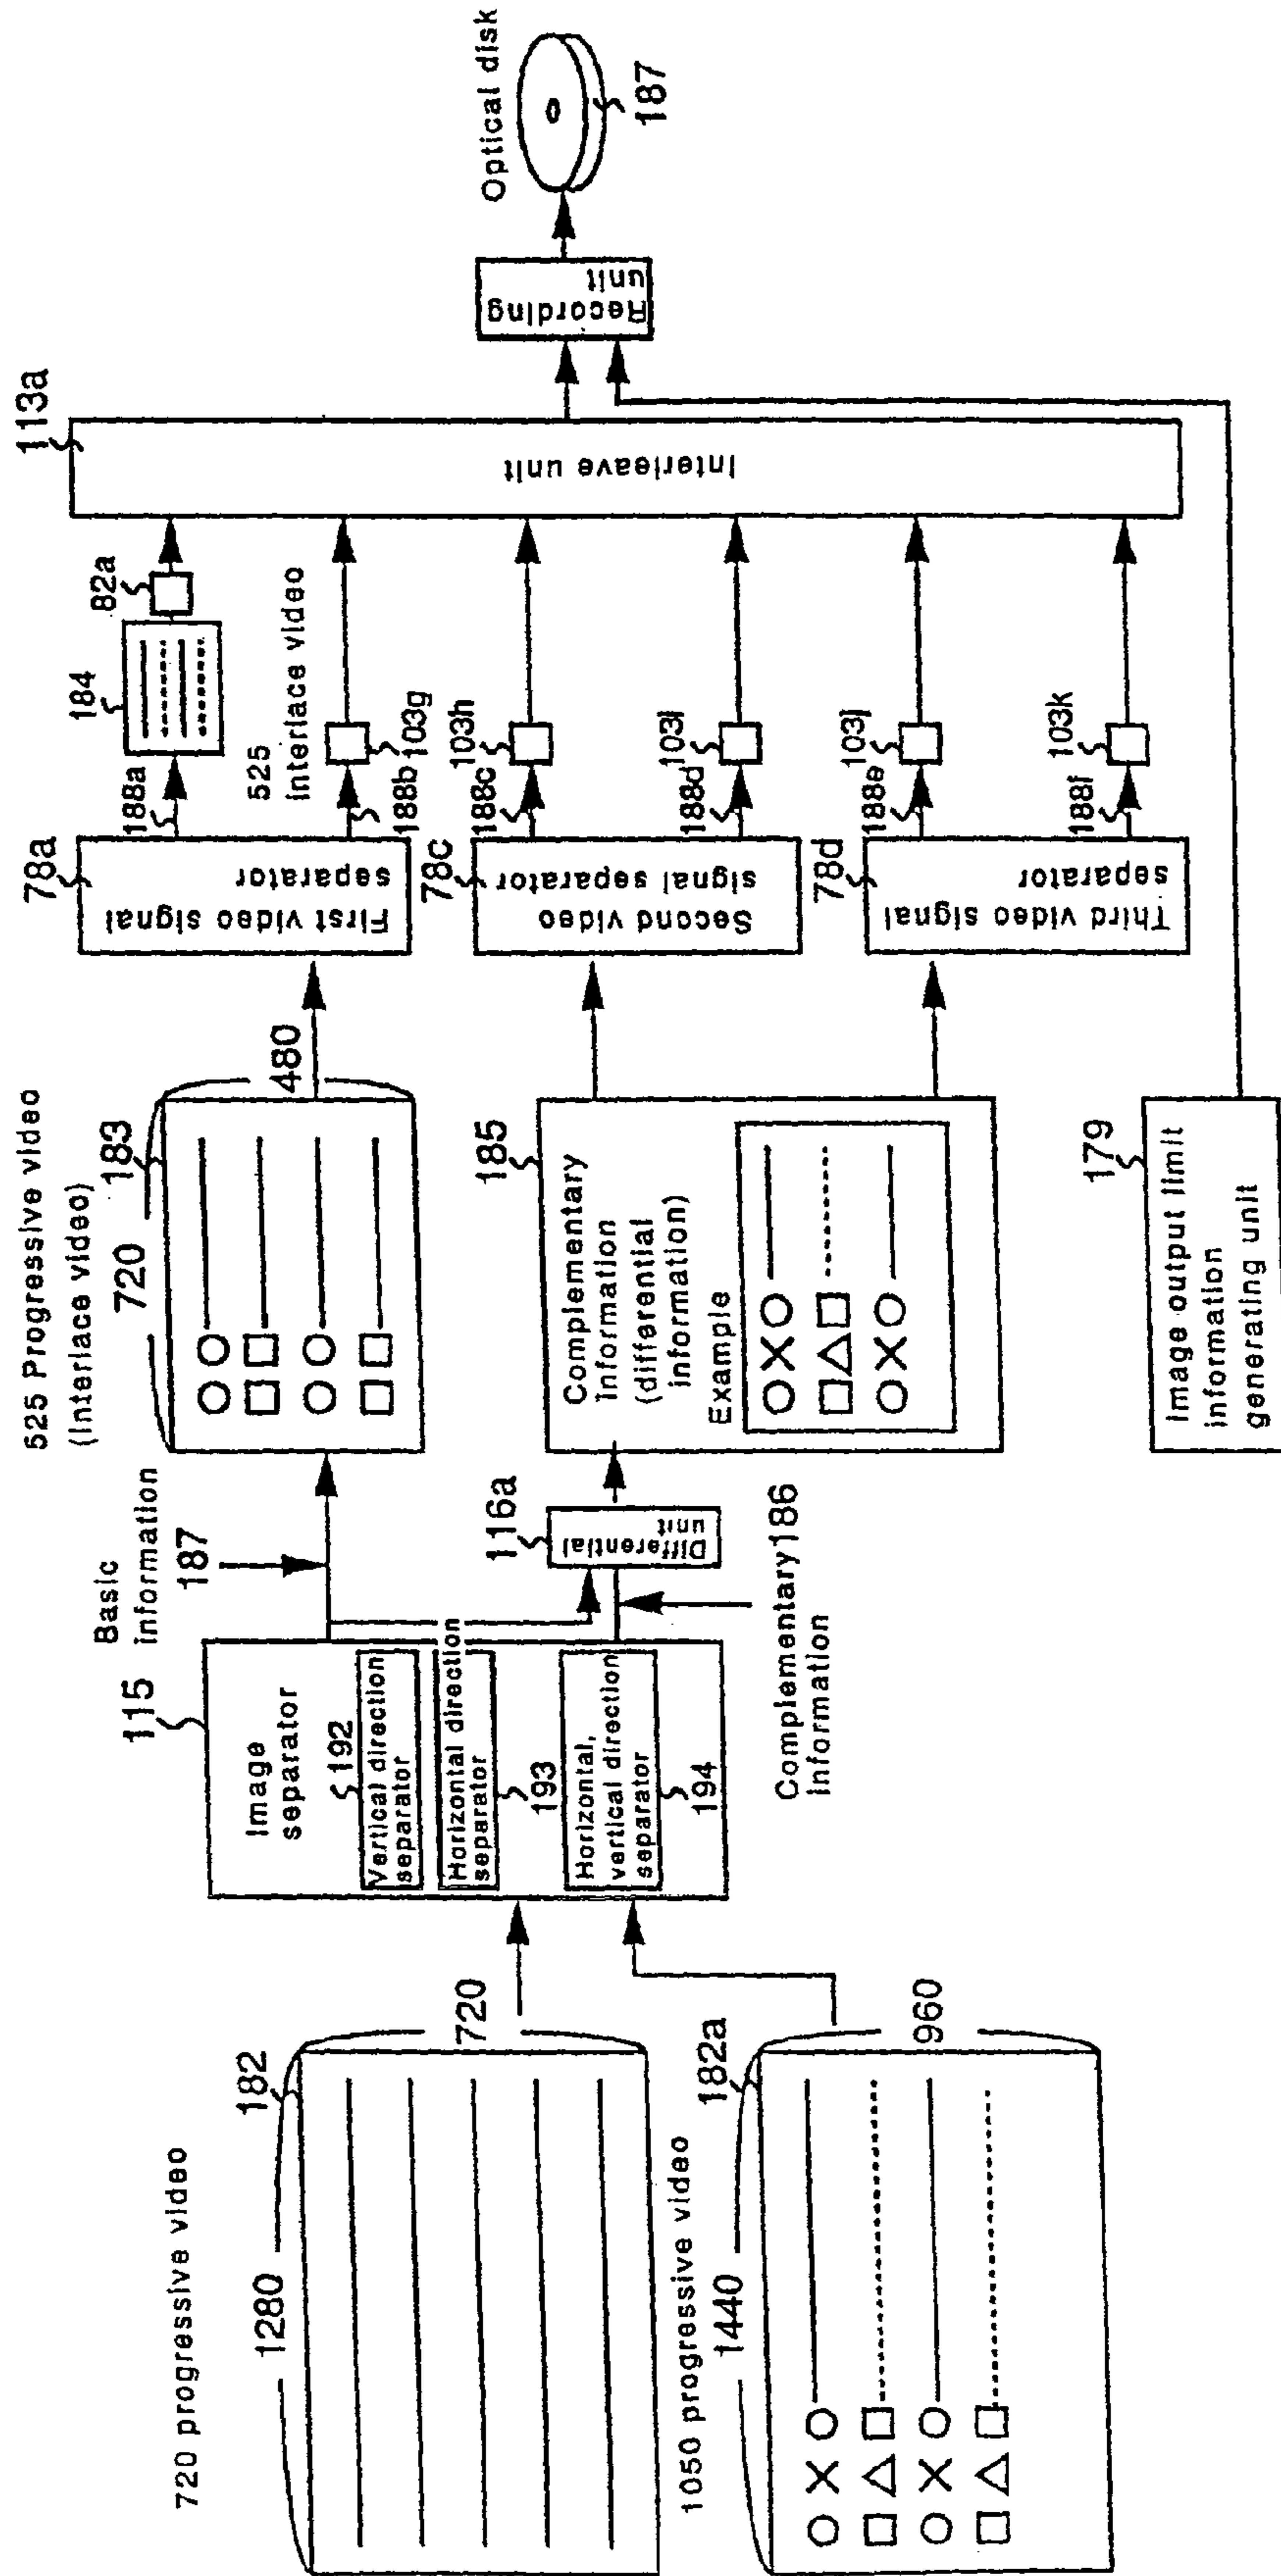 720 progressive video
1280
182
720
1050 progressive video
1440
182a
960
115
Image
separator
192
Vertical direction
separator
Horizontal direction
separator
193
Horizontal,
vertical direction
separator
194
Basic
information
187
Complementary186
information
116a
Differential
unit
525 Progressive video
(Interlace video)
720
183
480
185
Complementary
information
(differential
information)
Example
179
Image output limit
information
generating unit
78a
First video signal
separator
78c
Second video
signal separator
78d
Third video signal
separator
188a
184
82a
525
interlace video
188b
103g
188c
103h
188d
103i
188e
103j
188f
103k
113a
Interleave unit
Recording
unit
Optical disk
187